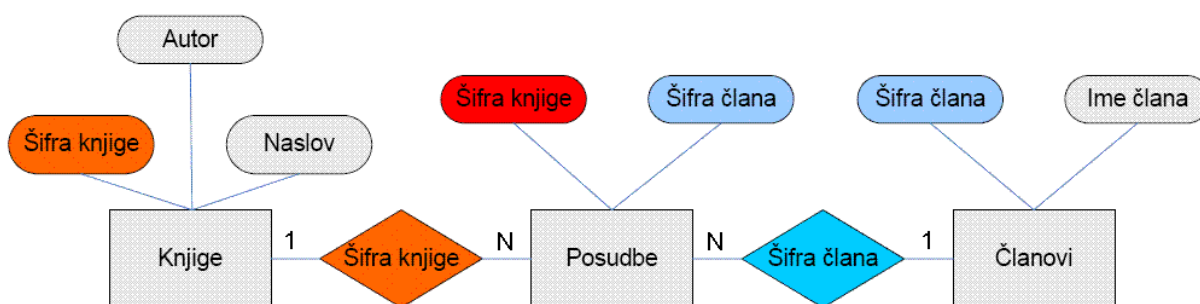 Autor
Šifra knjige
Šifra člana
Šifra člana
Ime člana
Šifra knjige
Naslov
Knjige
1
Šifra knjige
N
Posudbe
N
Šifra člana
1
Članovi